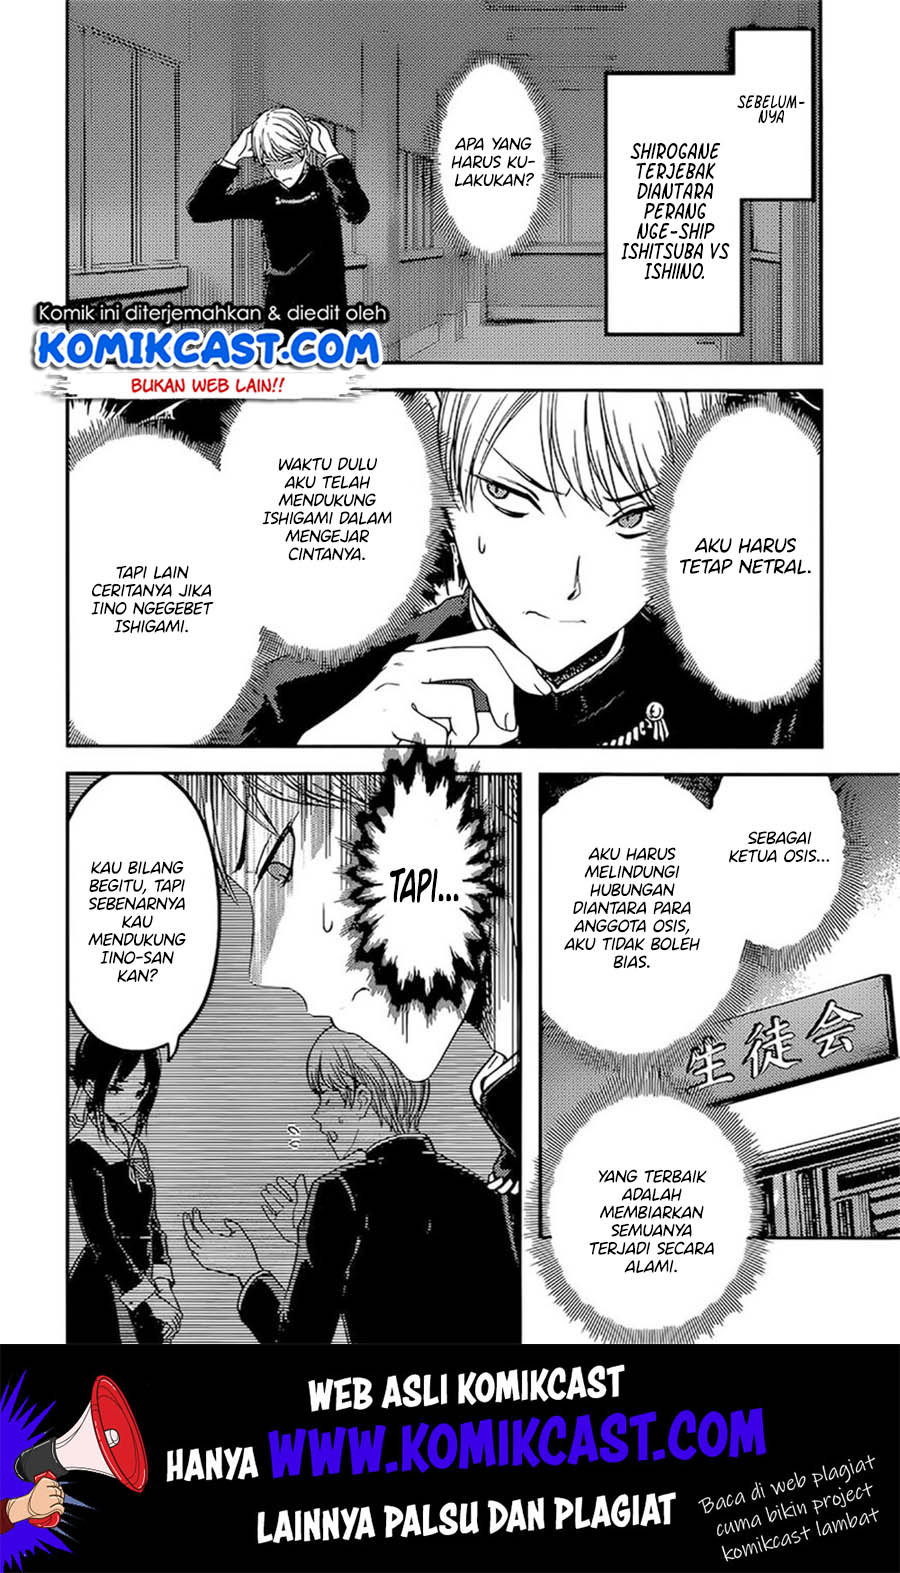 SEBELUM-
NYA
SHIROGANE
TERJEBAK
DIANTARA
PERANG
NGE-SHIP
ISHITSUBA VS
ISHIINO.
APA YANG
HARUS KU-
LAKUKAN?
Komik ini diterjemahkan & diedit oleh
KOMIKCAST.COM
BUKAN WEB LAIN!!
AKU HARUS
TETAP NETRAL.
WAKTU DULU
AKU TELAH
MENDUKUNG
ISHIGAMI DALAM
MENGEJAR
CINTANYA.
TAPI LAIN
CERITANYA JIKA
IINO NGEGEBET
ISHIGAMI.
SEBAGAI
KETUA OSIS...
AKU HARUS
MELINDUNGI
HUBUNGAN
DIANTARA PARA
ANGGOTA OSIS,
AKU TIDAK BOLEH
BIAS.
生徒会
YANG TERBAIK
ADALAH
MEMBIARKAN
SEMUANYA
TERJADI SECARA
ALAMI.
TAPI...
KAU BILANG
BEGITU, TAPI
SEBENARNYA
KAU
MENDUKUNG
IINO-SAN
KAN?
WEB ASLI KOMIKCAST
HANYA WWW.KOMIKCAST.COM
LAINNYA PALSU DAN PLAGIAT
Baca di web plagiat
cuma bikin project
komikcast lambat